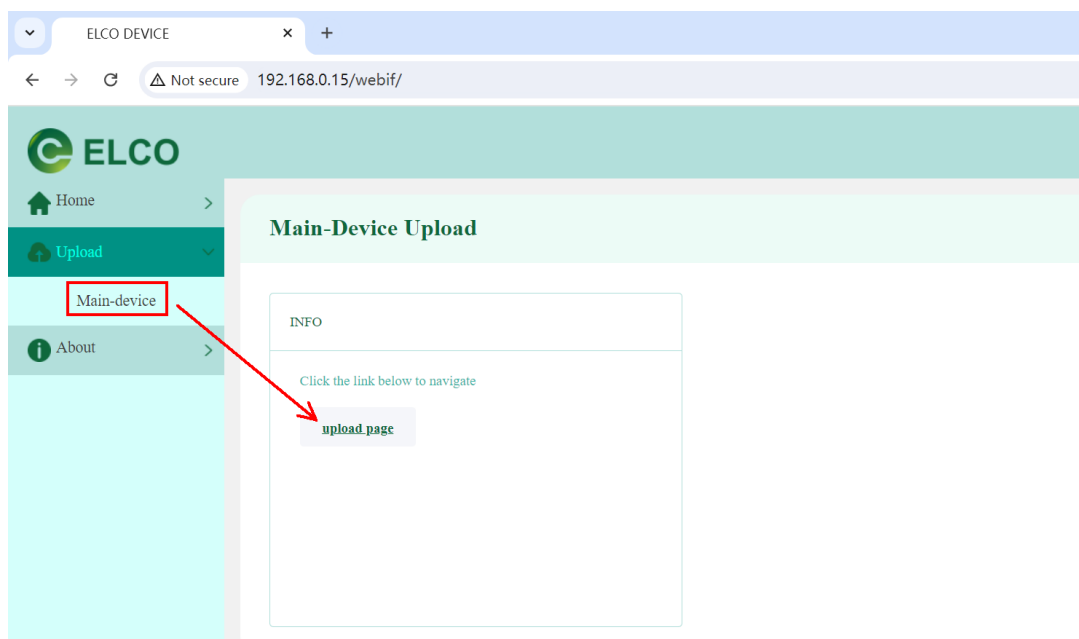 ELCO DEVICE
Not secure 192.168.0.15/webif/
ELCO
Home
Upload
Main-device
About
Main-Device Upload
INFO
Click the link below to navigate
upload page